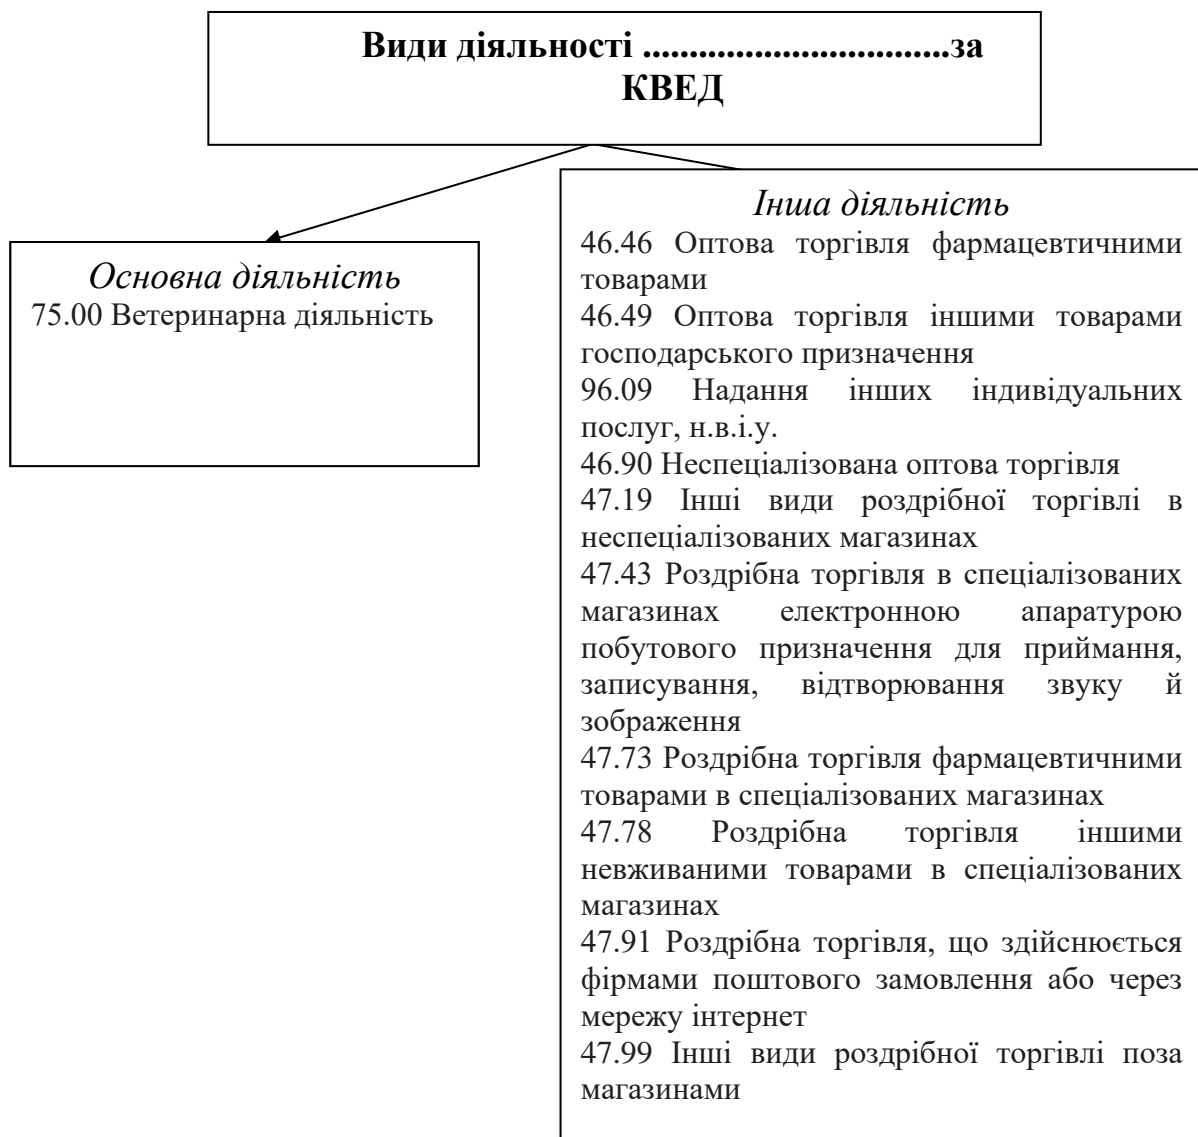 Види діяльності .................................за
КВЕД
Основна діяльність
75.00 Ветеринарна діяльність
Інша діяльність
46.46 Оптова торгівля фармацевтичними
товарами
46.49 Оптова торгівля іншими товарами
господарського призначення
96.09 Надання інших індивідуальних
послуг, н.в.і.у.
46.90 Неспеціалізована оптова торгівля
47.19 Інші види роздрібної торгівлі в
неспеціалізованих магазинах
47.43 Роздрібна торгівля в спеціалізованих
магазинах електронною апаратурою
побутового призначення для приймання,
записування, відтворювання звуку й
зображення
47.73 Роздрібна торгівля фармацевтичними
товарами в спеціалізованих магазинах
47.78 Роздрібна торгівля іншими
невживаними товарами в спеціалізованих
магазинах
47.91 Роздрібна торгівля, що здійснюється
фірмами поштового замовлення або через
мережу інтернет
47.99 Інші види роздрібної торгівлі поза
магазинами